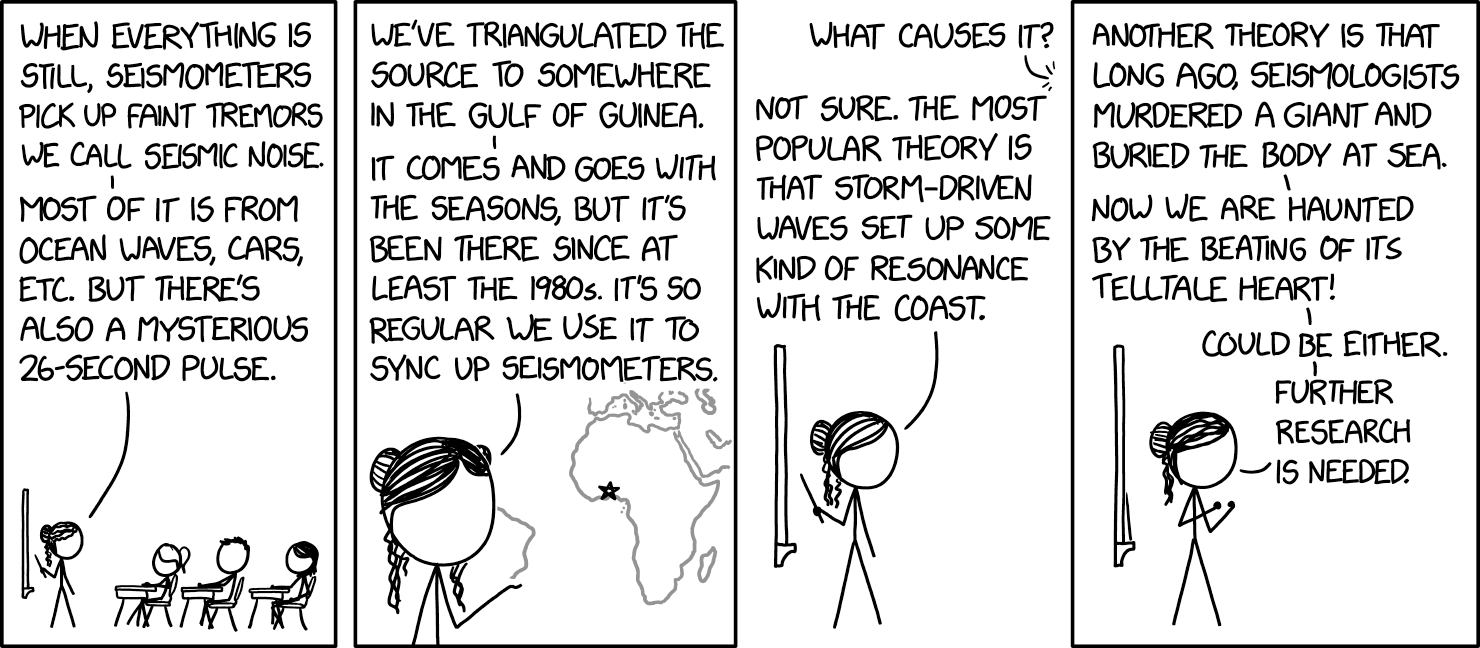 WHEN EVERYTHING IS
STILL, SEISMOMETERS
PICK UP FAINT TREMORS
WE CALL SEISMIC NOISE.
MOST OF IT IS FROM
OCEAN WAVES, CARS,
ETC. BUT THERE'S
ALSO A MYSTERIOUS
26-SECOND PULSE.
WE'VE TRIANGULATED THE
SOURCE TO SOMEWHERE
IN THE GULF OF GUINEA.
IT COMES AND GOES WITH
THE SEASONS, BUT IT'S
BEEN THERE SINCE AT
LEAST THE 1980s. IT'S SO
REGULAR WE USE IT TO
SYNC UP SEISMOMETERS.
WHAT CAUSES IT?
NOT SURE. THE MOST
POPULAR THEORY IS
THAT STORM-DRIVEN
WAVES SET UP SOME
KIND OF RESONANCE
WITH THE COAST.
ANOTHER THEORY IS THAT
LONG AGO, SEISMOLOGISTS
MURDERED A GIANT AND
BURIED THE BODY AT SEA.
NOW WE ARE HAUNTED
BY THE BEATING OF ITS
TELLTALE HEART!
COULD BE EITHER.
FURTHER
RESEARCH
IS NEEDED.